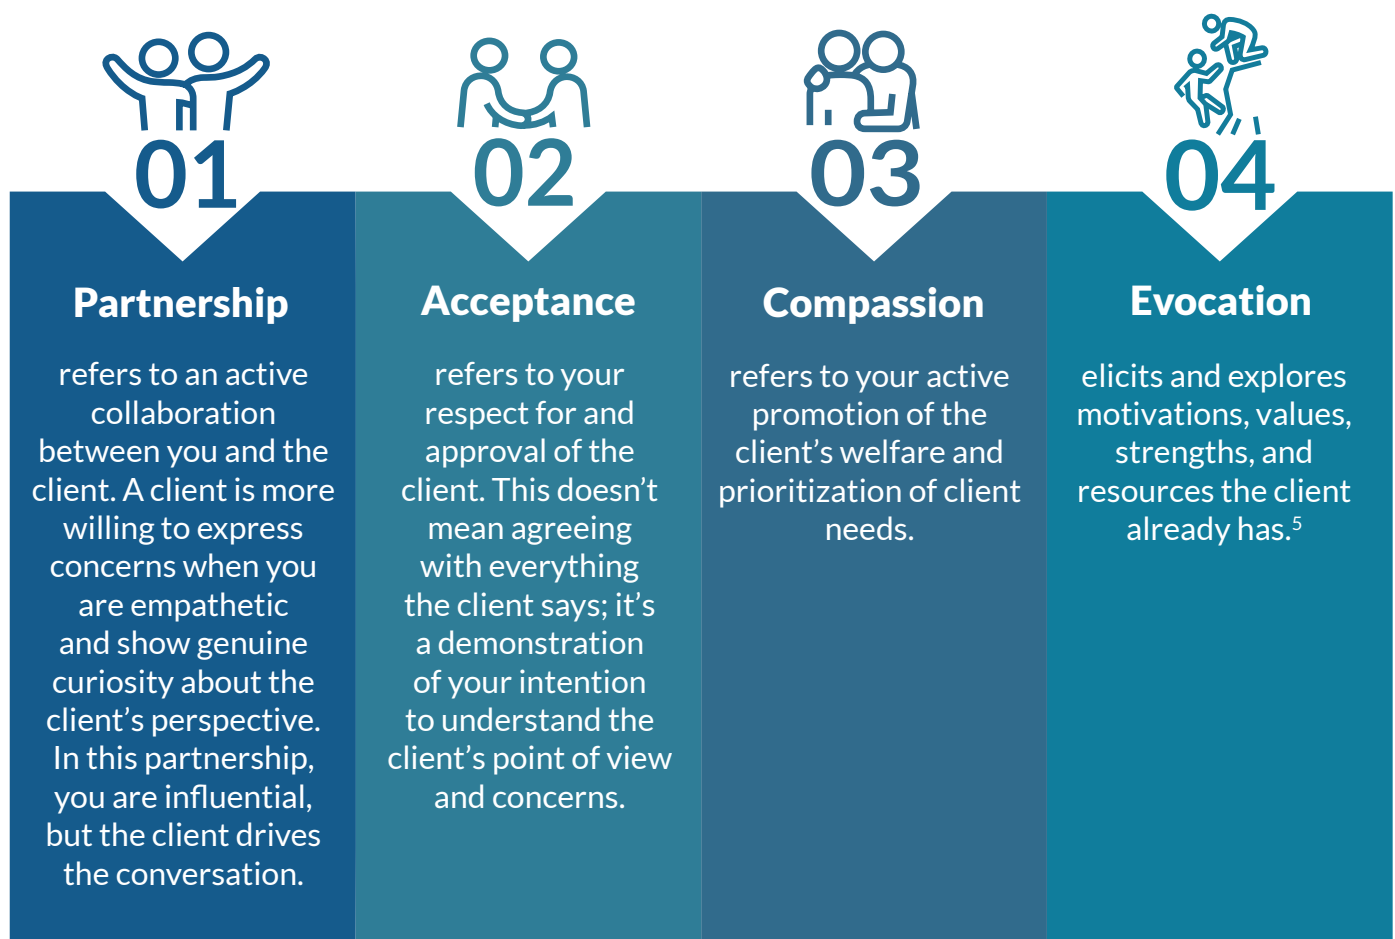 01
Partnership
refers to an active
collaboration
between you and the
client. A client is more
willing to express
concerns when you
are empathetic
and show genuine
curiosity about the
client’s perspective.
In this partnership,
you are influential,
but the client drives
the conversation.
02
Acceptance
refers to your
respect for and
approval of the
client. This doesn’t
mean agreeing
with everything
the client says; it’s
a demonstration
of your intention
to understand the
client’s point of view
and concerns.
03
Compassion
refers to your active
promotion of the
client’s welfare and
prioritization of client
needs.
04
Evocation
elicits and explores
motivations, values,
strengths, and
resources the client
already has.⁵